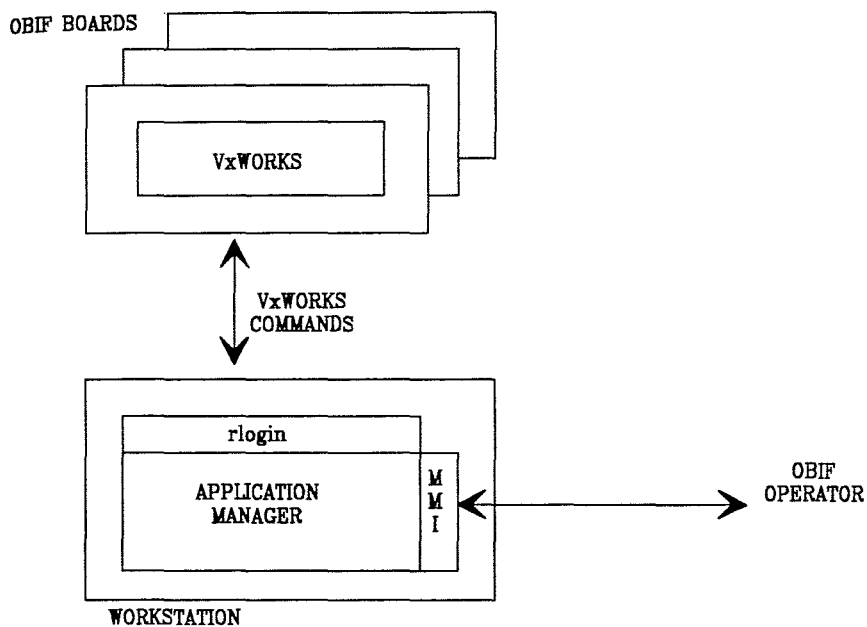 OBIF BOARDS
VxWORKS
VxWORKS
COMMANDS
rlogin
APPLICATION
MANAGER
M
M
I
OBIF
OPERATOR
WORKSTATION